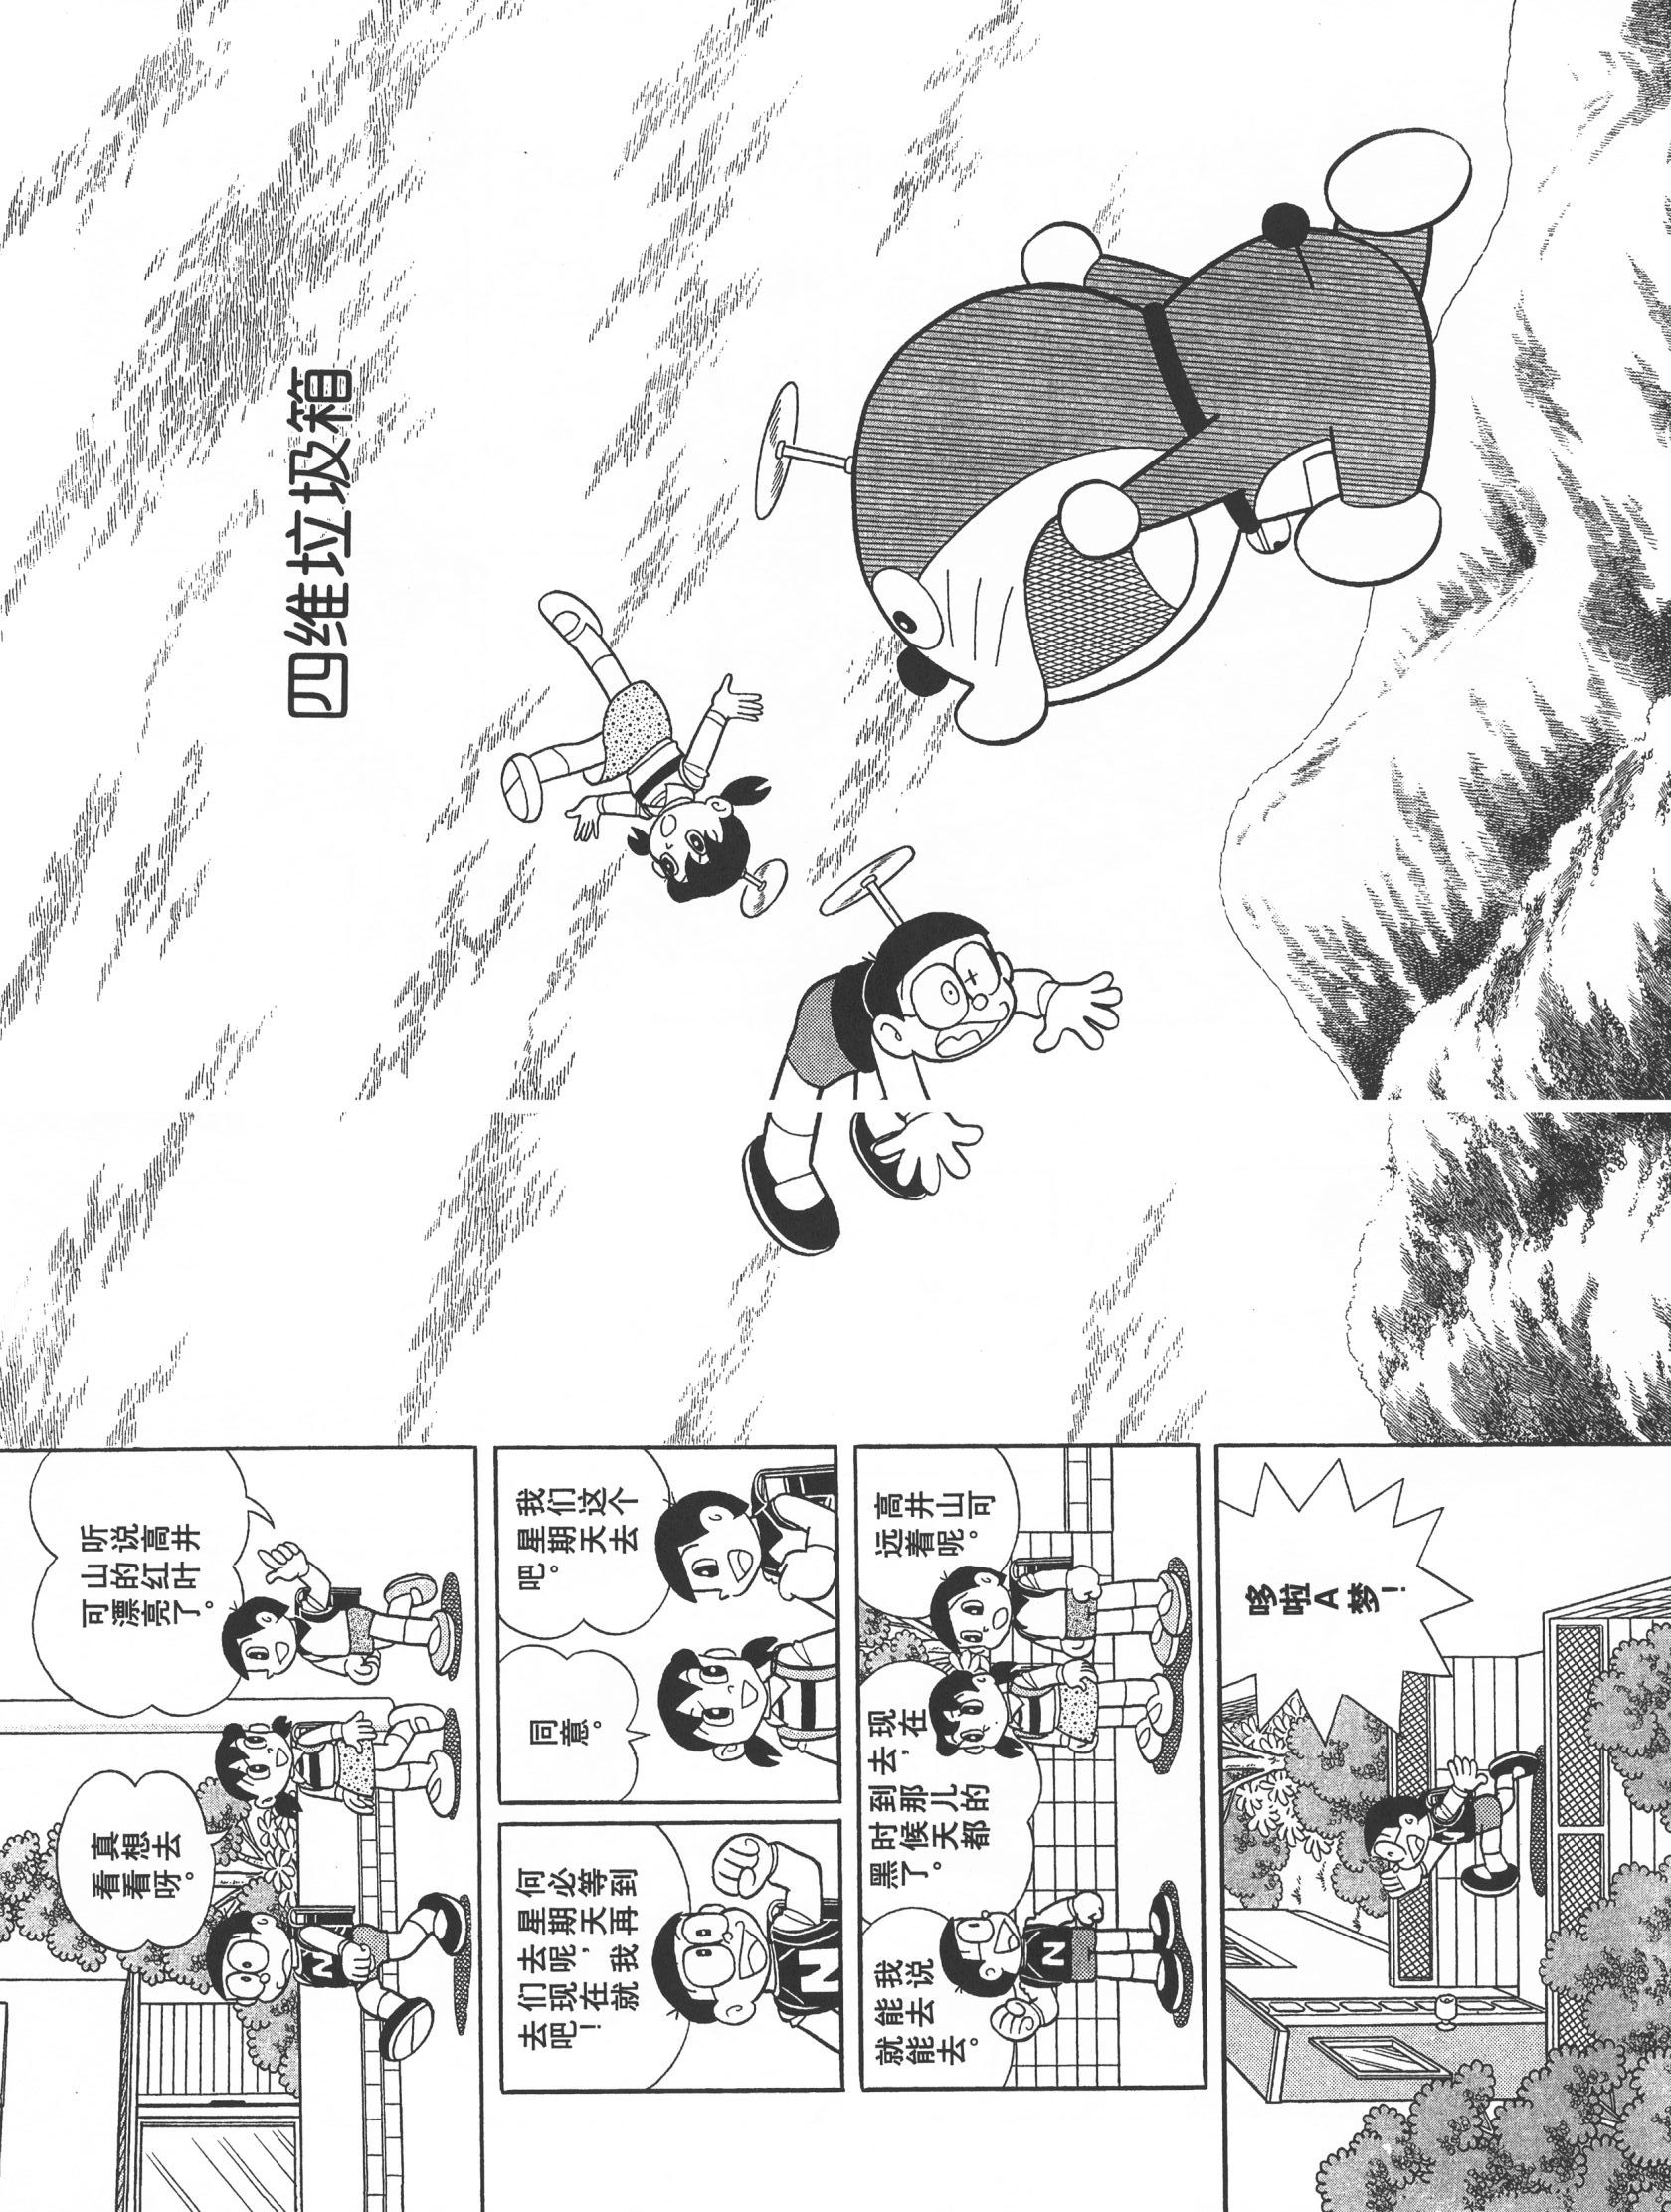 四维垃圾箱
听说高井
山的红叶
可漂亮了。
真想去
看看呀。
我们这个
星期天去
吧。
同意。
何必等到
星期天再
去呢，我
们现在就
去吧！
高井山可
远着呢。
现在
去，
到那儿的
时候天都
黑了。
我说
能去
就能去。
哆啦A梦！
N
N
N